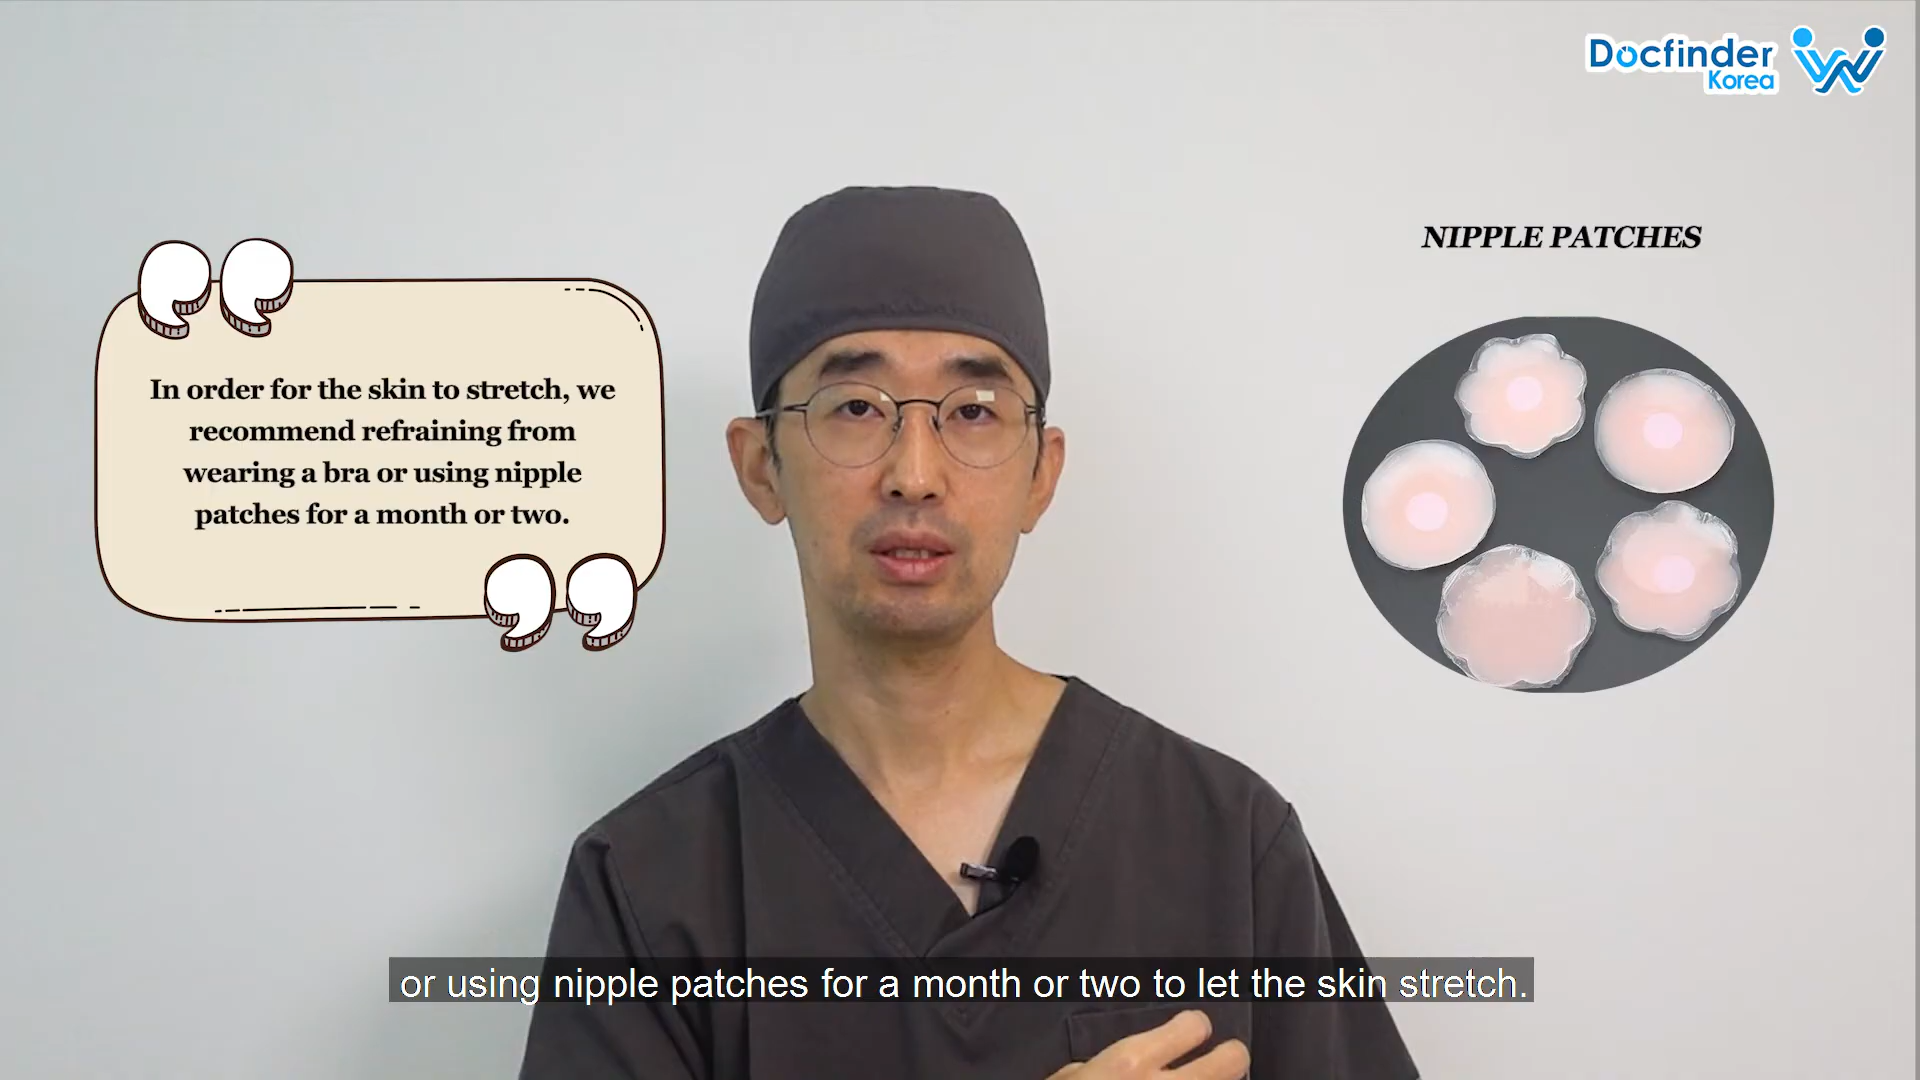 Docfinder
Korea
NIPPLE PATCHES
In order for the skin to stretch, we
recommend refraining from
wearing a bra or using nipple
patches for a month or two.
or using nipple patches for a month or two to let the skin stretch.